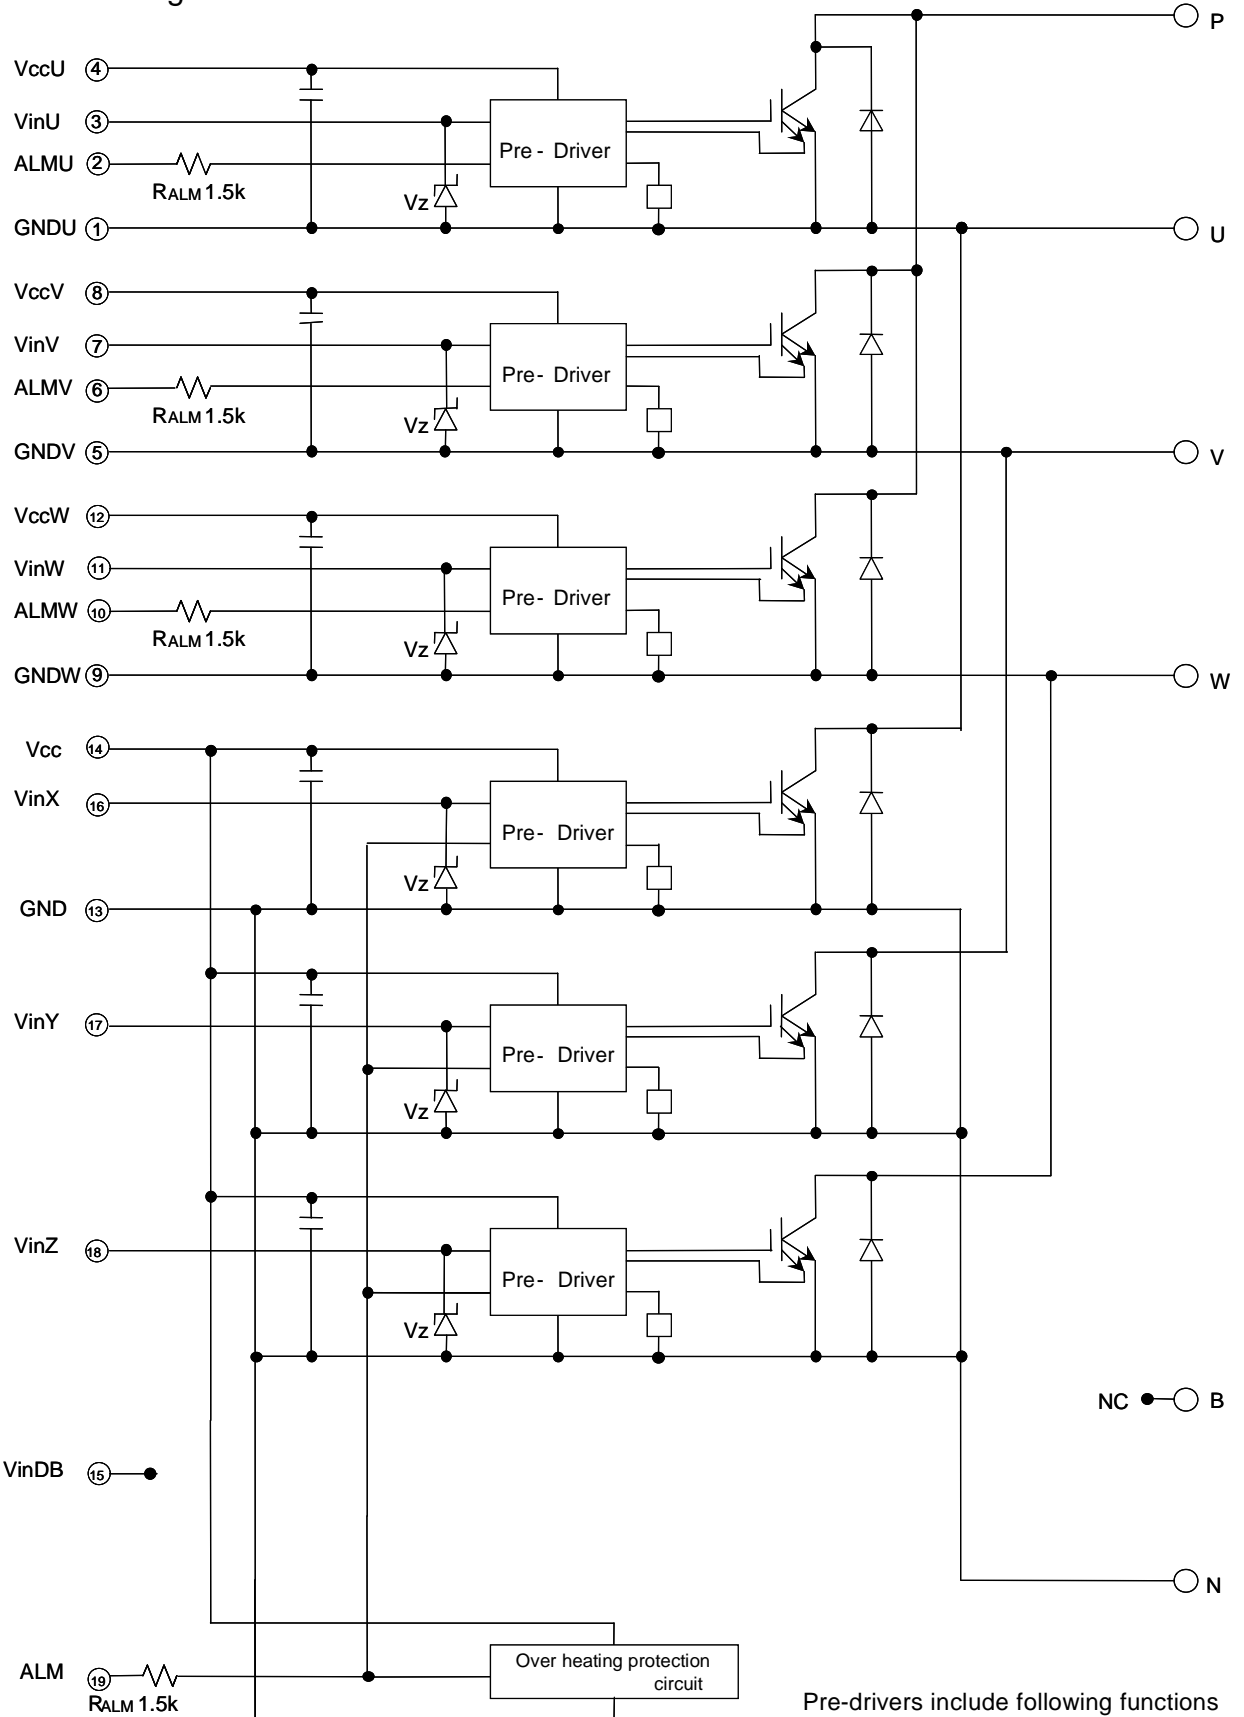 P
VccU 4
VinU 3
Pre - Driver
ALMU 2
RALM 1.5k
Vz
GNDU 1
U
VccV 8
VinV 7
Pre - Driver
ALMV 6
RALM 1.5k
Vz
GNDV 5
V
VccW 12
VinW 11
Pre - Driver
ALMW 10
RALM 1.5k
Vz
GNDW 9
W
Vcc 14
VinX 16
Pre - Driver
Vz
GND 13
VinY 17
Pre - Driver
Vz
VinZ 18
Pre - Driver
Vz
NC B
VinDB 15
N
ALM 19
RALM 1.5k
Over heating protection
circuit
Pre-drivers include following functions